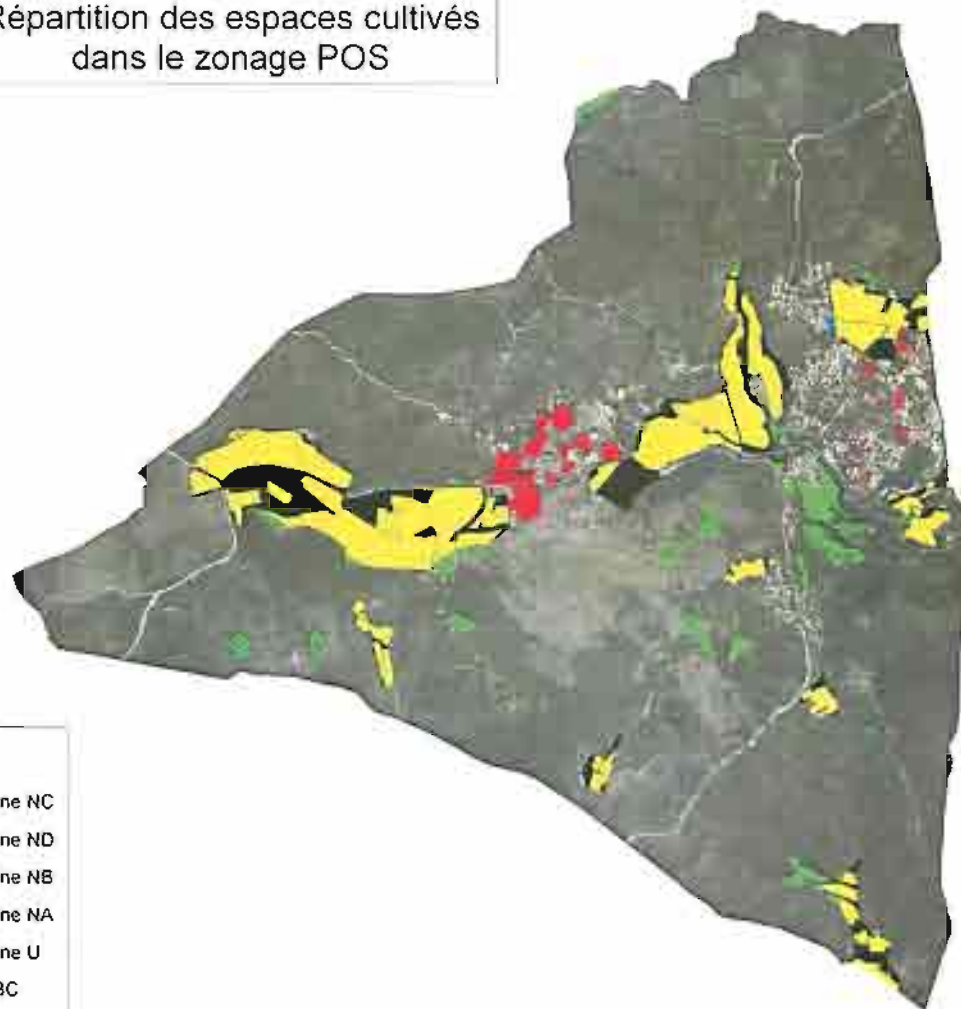 Répartition des espaces cultivés
dans le zonage POS
ne NC
ne ND
ne NB
ne NA
ne U
BC